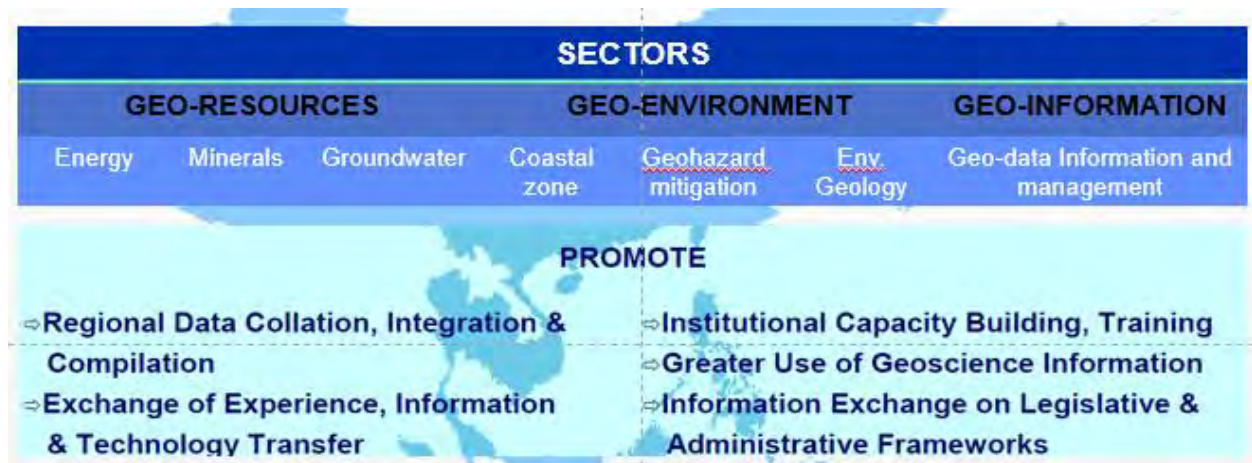 SECTORS
GEO-RESOURCES GEO-ENVIRONMENT GEO-INFORMATION
Energy Minerals Groundwater Coastal zone Geohazard mitigation Env. Geology Geo-data Information and management
PROMOTE
⇨Regional Data Collation, Integration &
Compilation
⇨Exchange of Experience, Information
& Technology Transfer
⇨Institutional Capacity Building, Training
⇨Greater Use of Geoscience Information
⇨Information Exchange on Legislative &
Administrative Frameworks